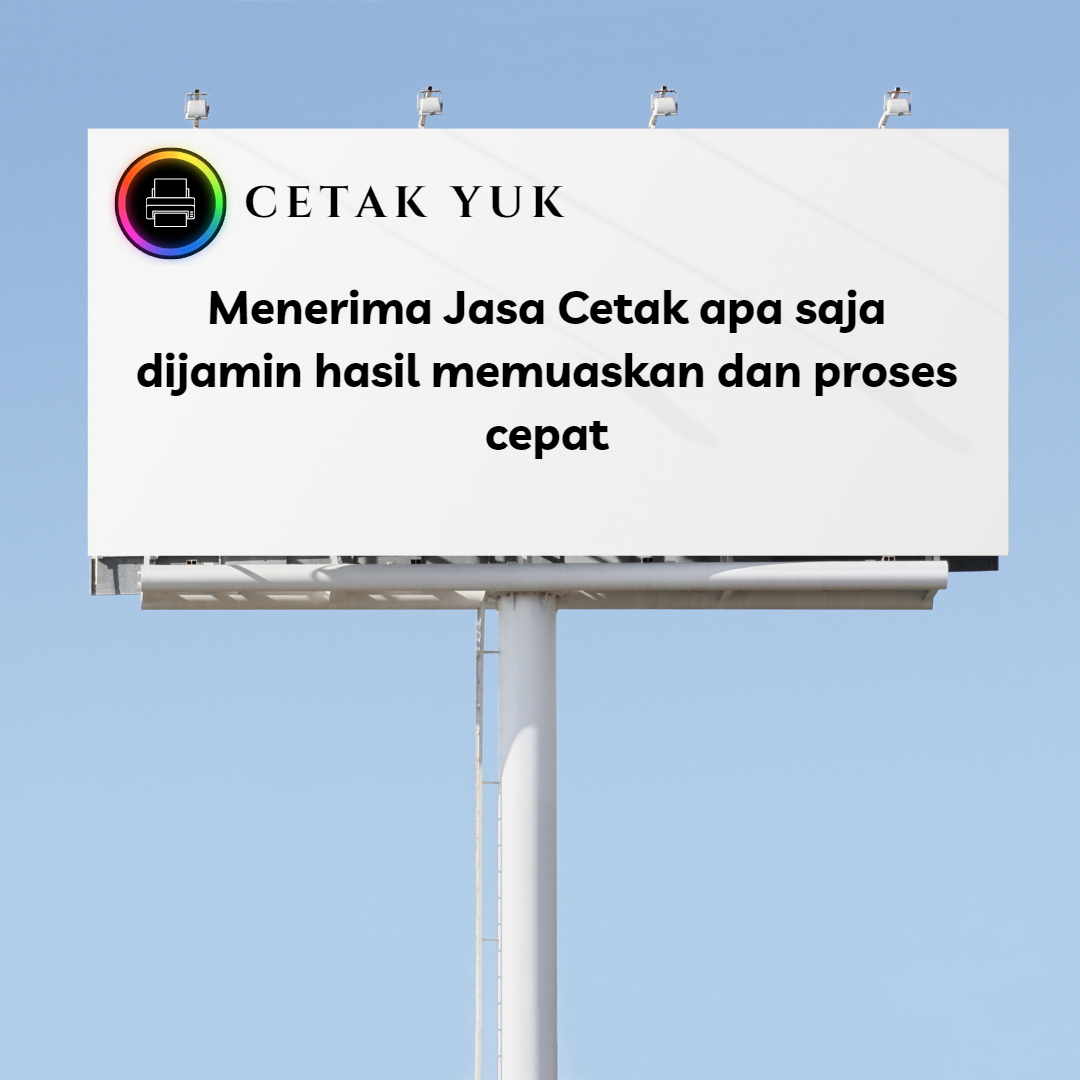 CETAK YUK
Menerima Jasa Cetak apa saja
dijamin hasil memuaskan dan proses
cepat